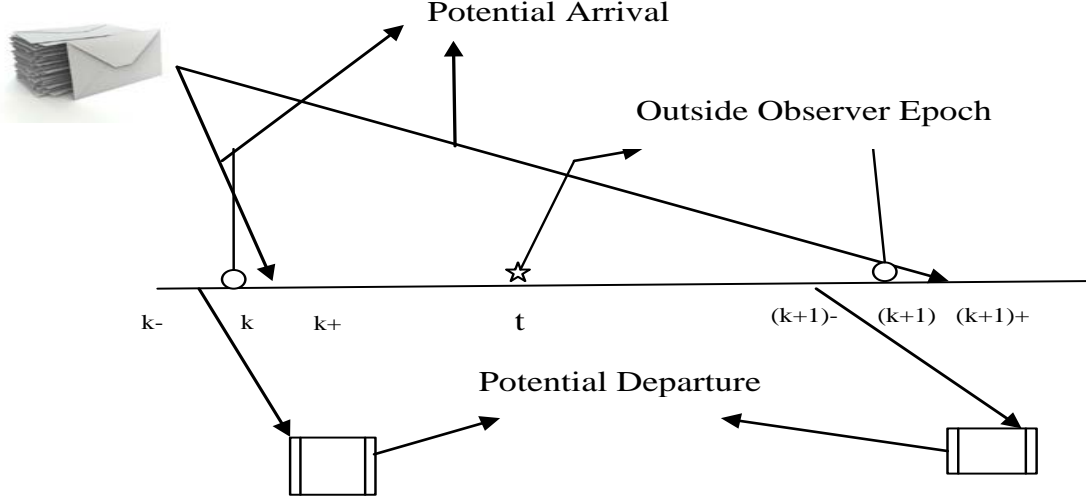 Potential Arrival
Outside Observer Epoch
k- k k+ t (k+1)- (k+1) (k+1)+
Potential Departure